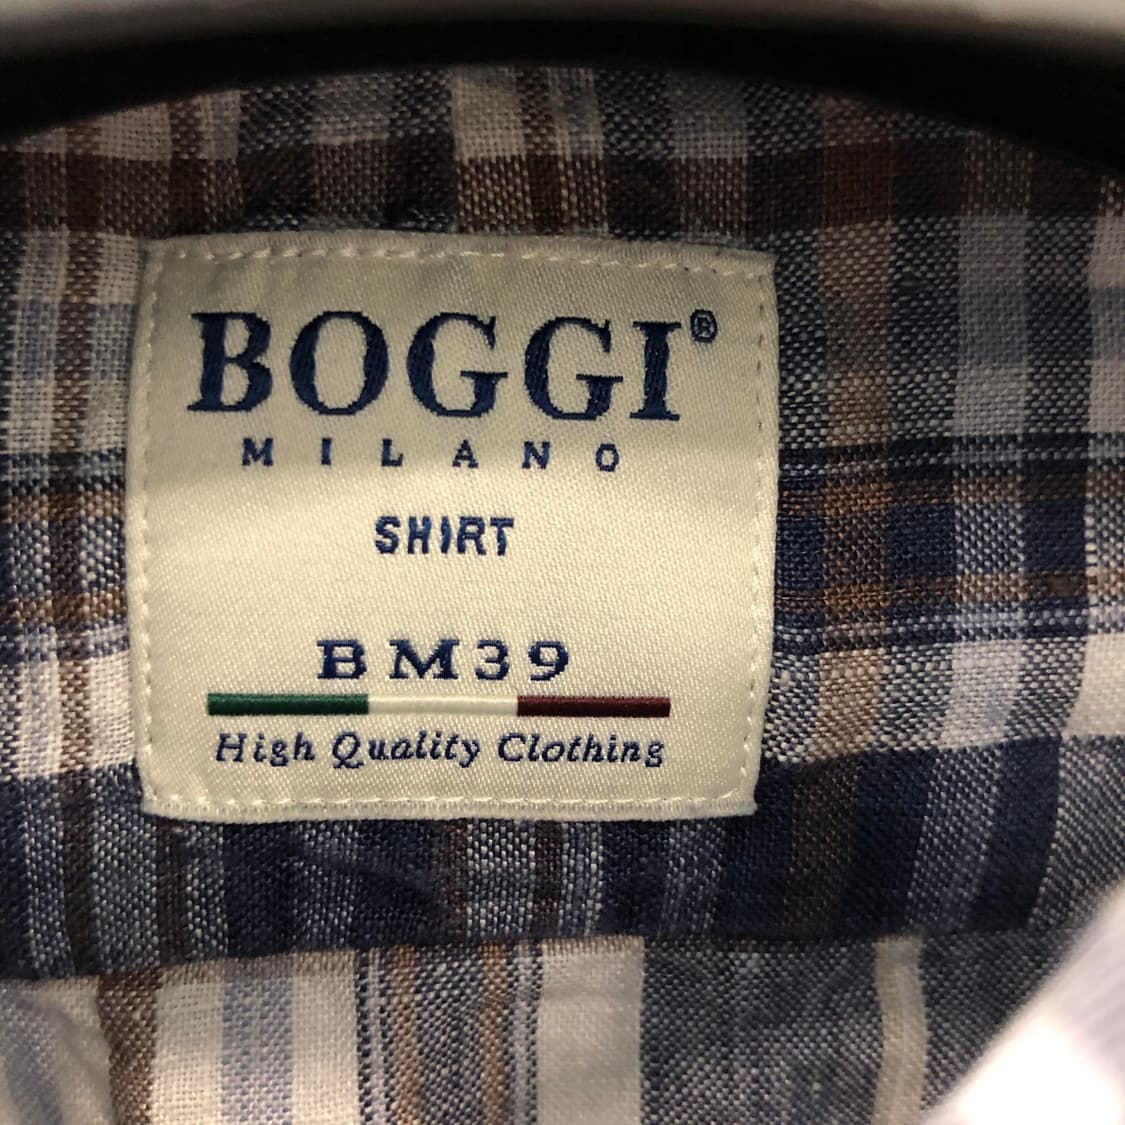 BOGGI®
MILANO
SHIRT
BM39
High Quality Clothing